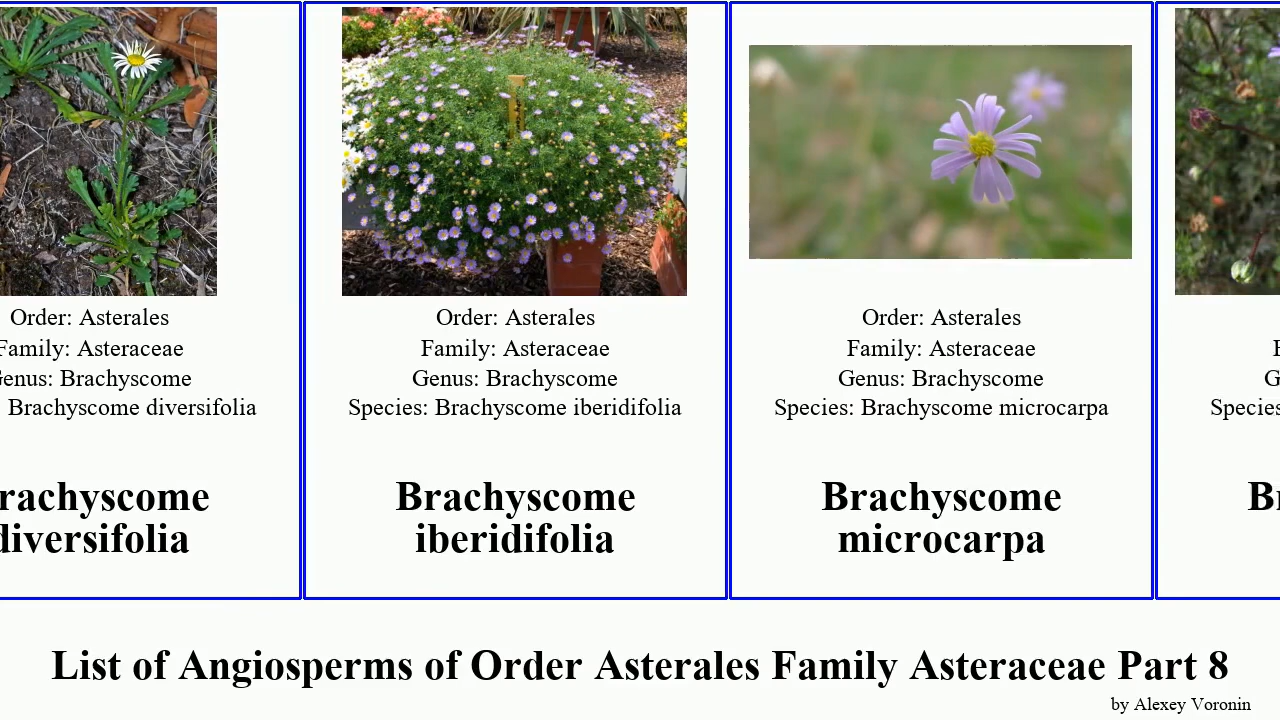 Order: Asterales
Family: Asteraceae
Genus: Brachyscome
Brachyscome diversifolia
rachyscome
diversifolia
Order: Asterales
Family: Asteraceae
Genus: Brachyscome
Species: Brachyscome iberidifolia
Brachyscome
iberidifolia
Order: Asterales
Family: Asteraceae
Genus: Brachyscome
Species: Brachyscome microcarpa
Brachyscome
microcarpa
Species
Br
List of Angiosperms of Order Asterales Family Asteraceae Part 8
by Alexey Voronin